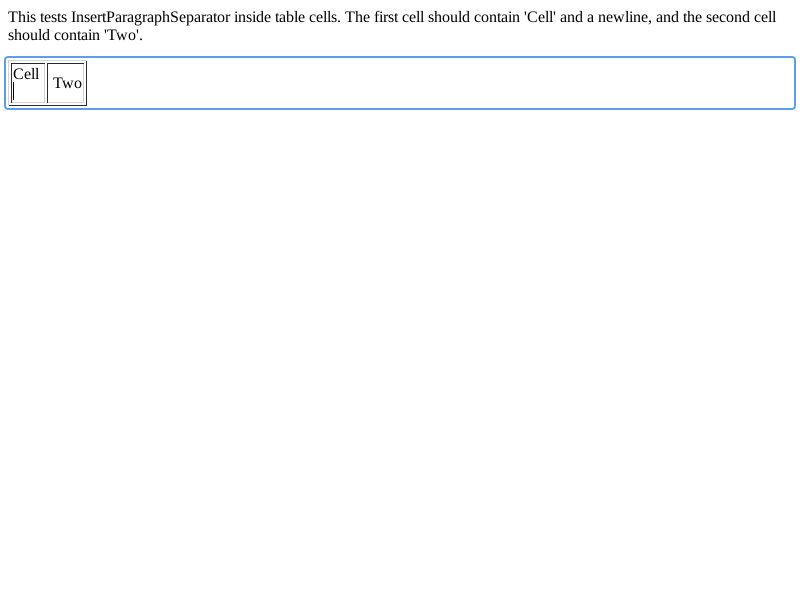 This tests InsertParagraphSeparator inside table cells. The first cell should contain 'Cell' and a newline, and the second cell
should contain 'Two'.
Cell
Two